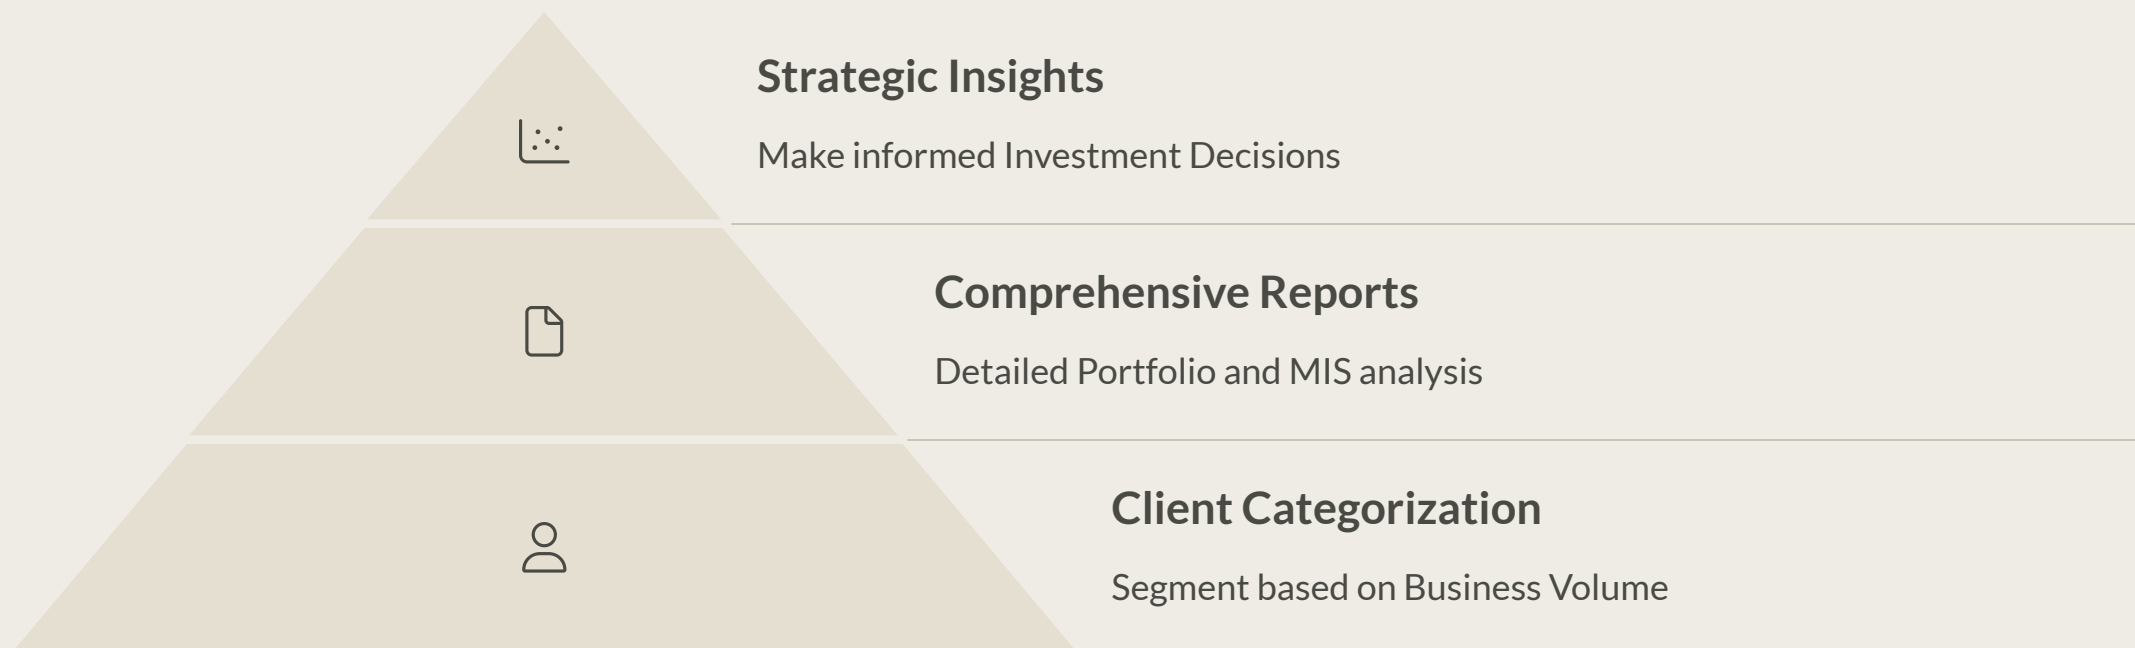 Strategic Insights
Make informed Investment Decisions
Comprehensive Reports
Detailed Portfolio and MIS analysis
Client Categorization
Segment based on Business Volume